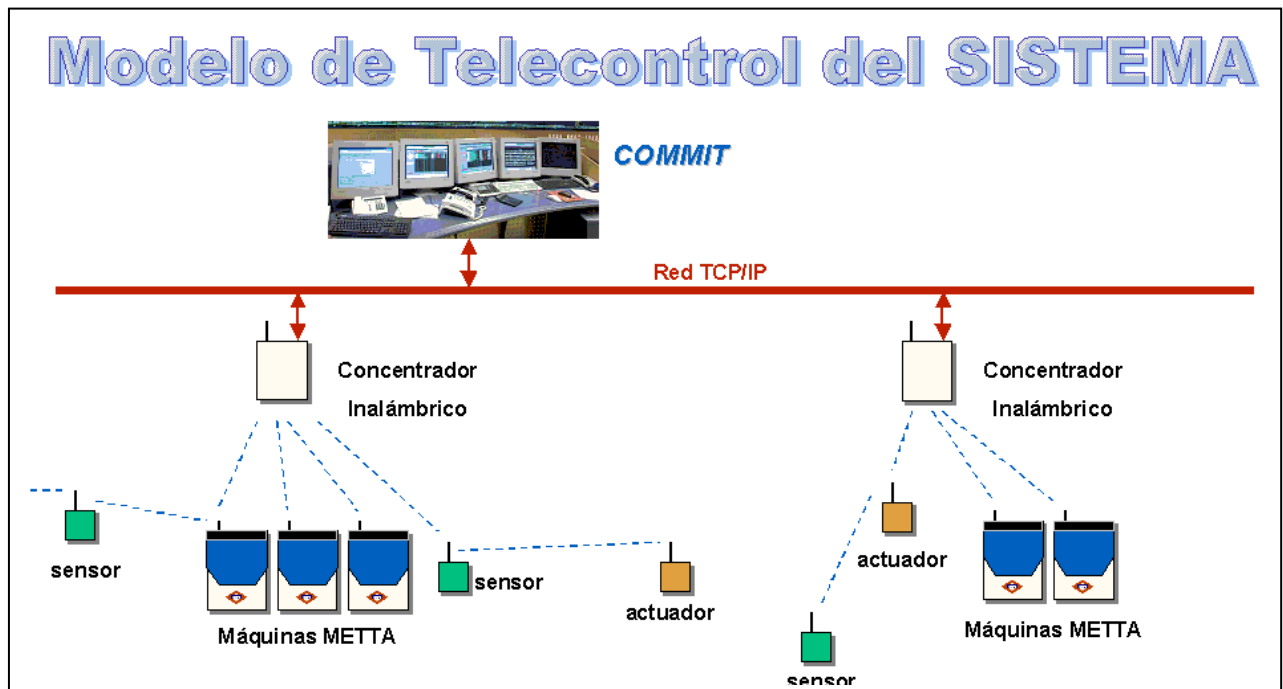 Modelo de Telecontrol del SISTEMA
COMMIT
Red TCP/IP
Concentrador
Inalámbrico
Concentrador
Inalámbrico
sensor
Máquinas METTA
sensor
actuador
actuador
sensor
Máquinas METTA